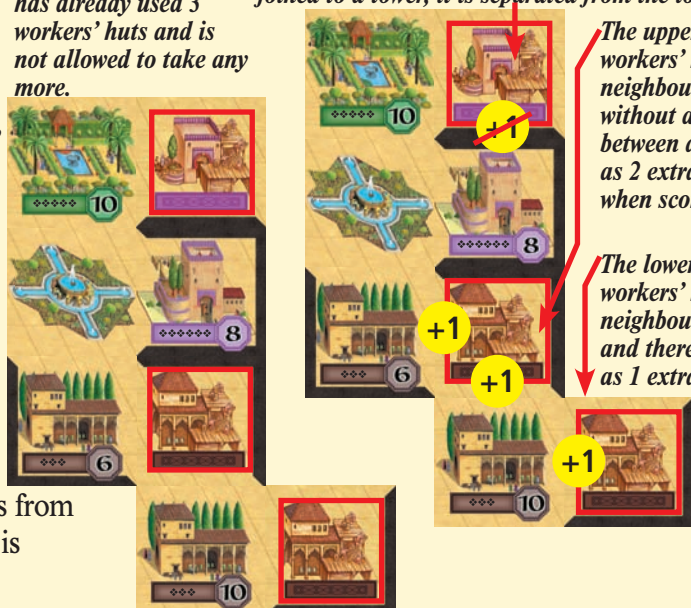 has already used 3
workers' huts and is
not allowed to take any
more.
10
8
6
s from
is
10
joined to a tower, it is separated from the to
+1
10
8
+1
6
+1
10
+1
The upper
workers'
neighbou
without a
between a
as 2 extra
when scor
The lower
workers'
neighbou
and there
as 1 extra